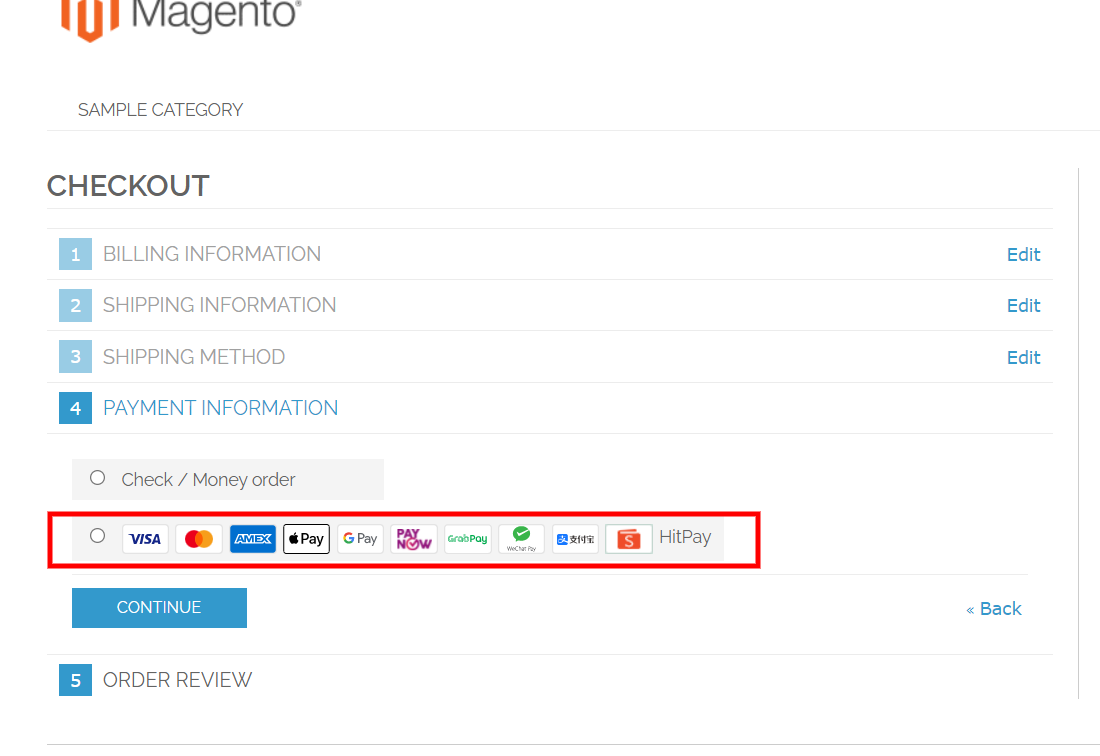 Magento®
SAMPLE CATEGORY
CHECKOUT
1 BILLING INFORMATION Edit
2 SHIPPING INFORMATION Edit
3 SHIPPING METHOD Edit
4 PAYMENT INFORMATION
Check / Money order
VISA AMEX Pay G Pay PAY NOW GrabPay WeChat Pay 支付宝 S HitPay
CONTINUE « Back
5 ORDER REVIEW